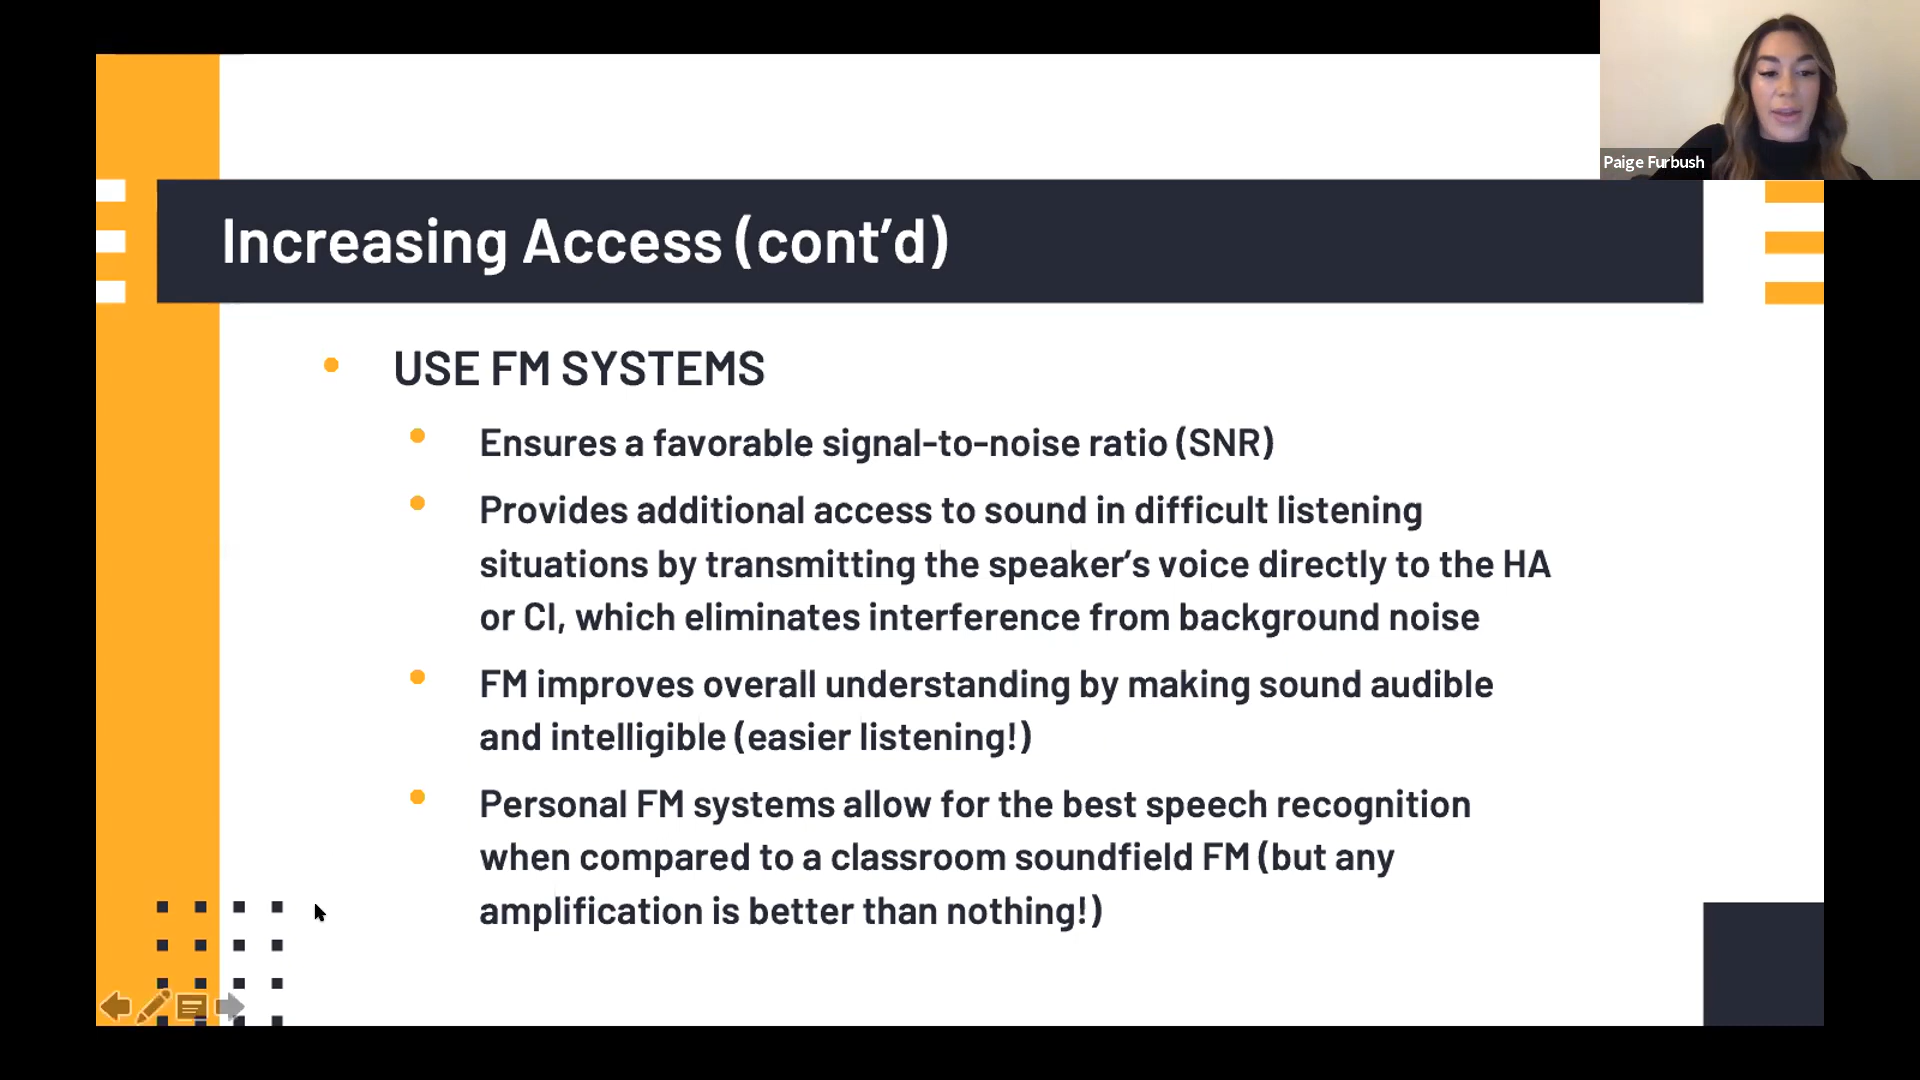 Paige Furbush
Increasing Access (cont’d)
USE FM SYSTEMS
Ensures a favorable signal-to-noise ratio (SNR)
Provides additional access to sound in difficult listening
situations by transmitting the speaker’s voice directly to the HA
or CI, which eliminates interference from background noise
FM improves overall understanding by making sound audible
and intelligible (easier listening!)
Personal FM systems allow for the best speech recognition
when compared to a classroom soundfield FM (but any
amplification is better than nothing!)